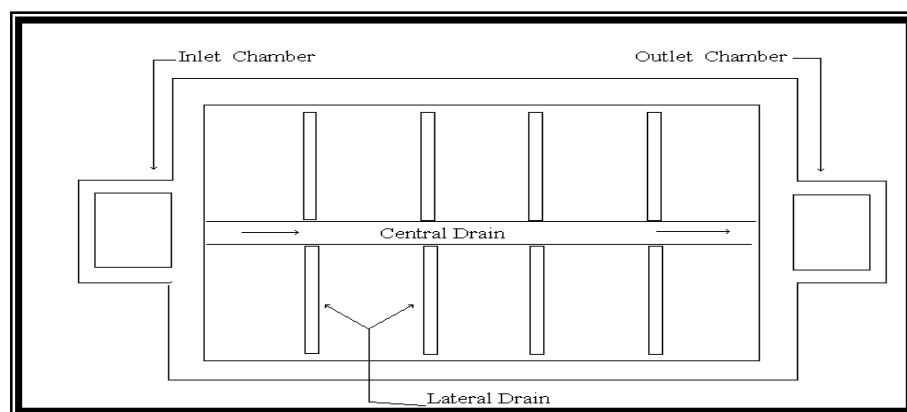 Inlet Chamber
Outlet Chamber
Central Drain
Lateral Drain